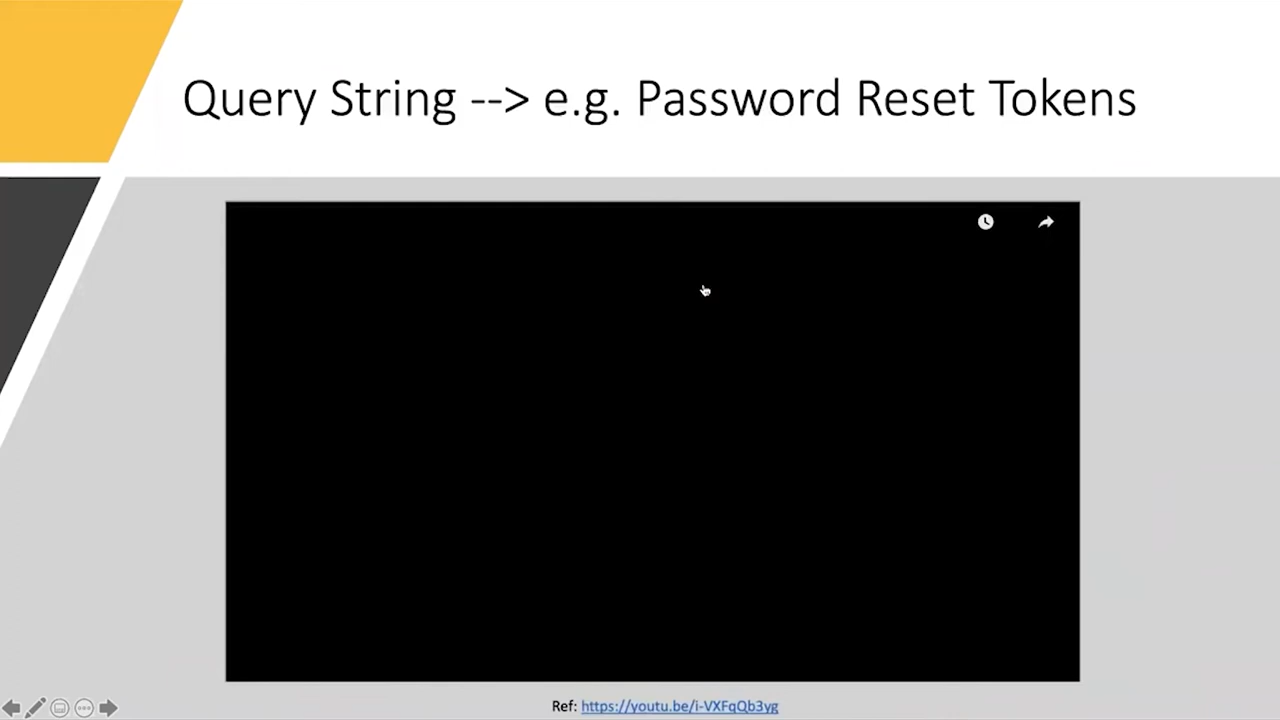 Query String --> e.g. Password Reset Tokens
Ref: https://youtu.be/i-VXFqQb3yg